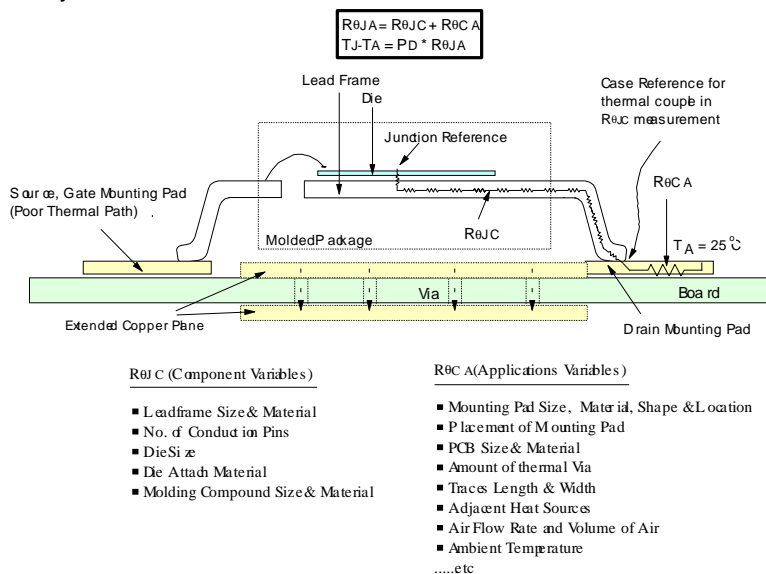 RθJA = RθJC + RθCA
TJ-TA = PD * RθJA
Lead Frame
Die
Junction Reference
Case Reference for
thermal couple in
RθJC measurement
Source, Gate Mounting Pad
(Poor Thermal Path)
RθCA
RθJC
TA = 25°C
Molded Package
Via
Board
Extended Copper Plane
Drain Mounting Pad
RθJC (Component Variables)
■ Leadframe Size & Material
■ No. of Conduction Pins
■ Die Size
■ Die Attach Material
■ Molding Compound Size & Material
RθCA (Applications Variables)
■ Mounting Pad Size, Material, Shape & Location
■ Placement of Mounting Pad
■ PCB Size & Material
■ Amount of thermal Via
■ Traces Length & Width
■ Adjacent Heat Sources
■ Air Flow Rate and Volume of Air
■ Ambient Temperature
.....etc